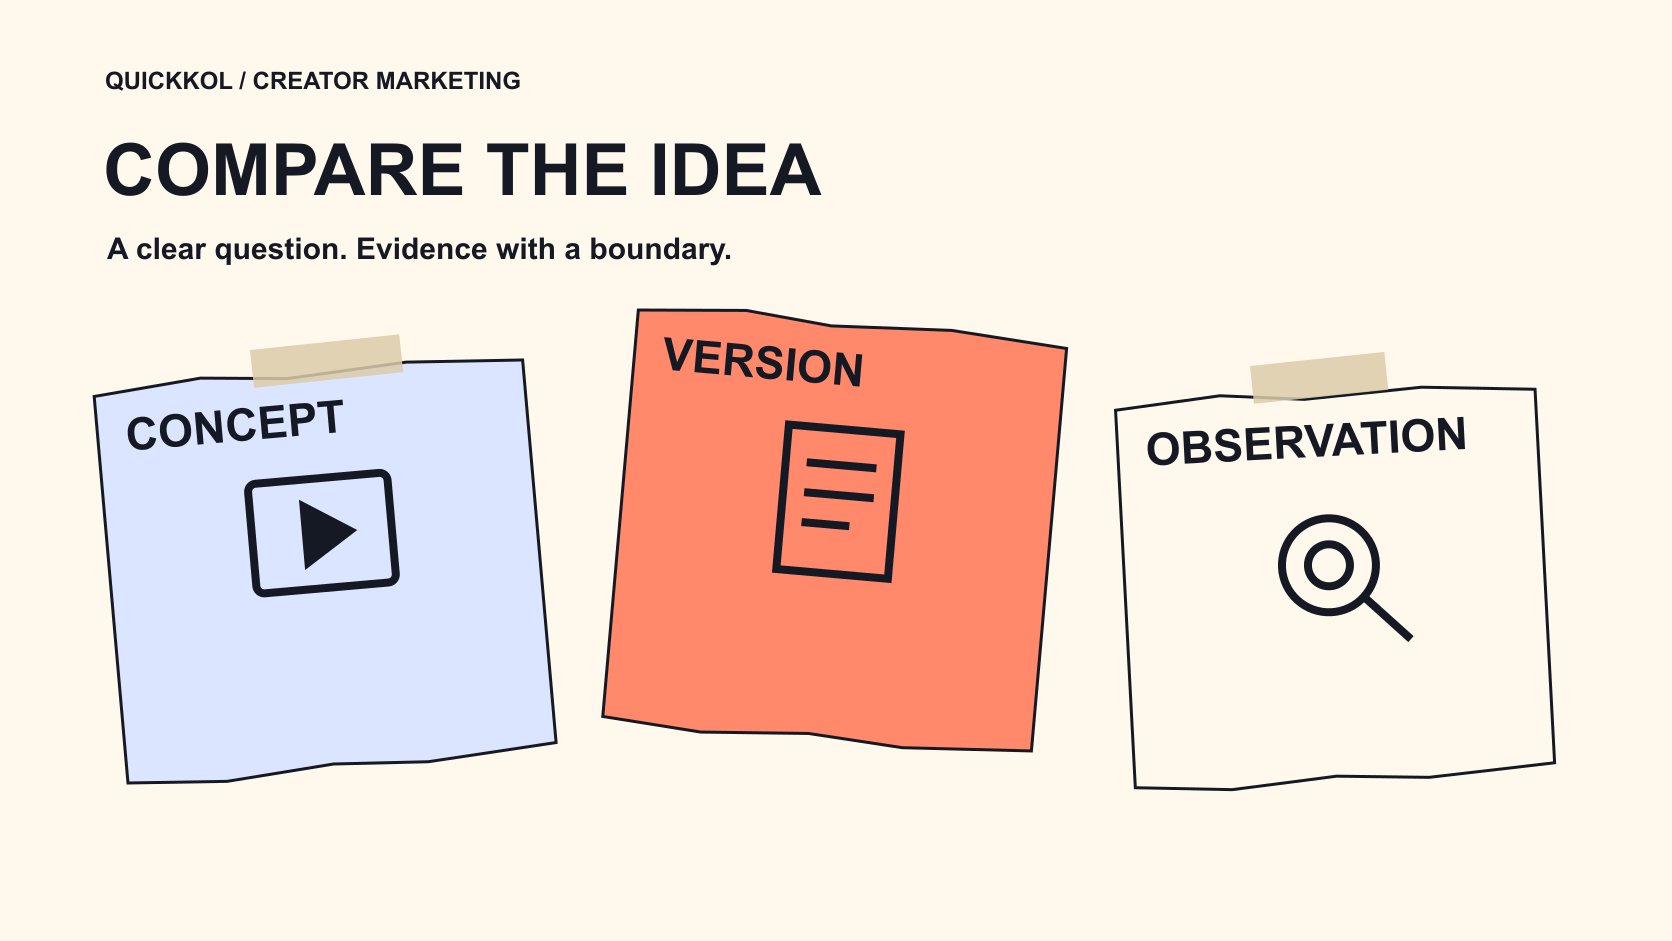 QUICKKOL / CREATOR MARKETING
COMPARE THE IDEA
A clear question. Evidence with a boundary.
CONCEPT
VERSION
OBSERVATION